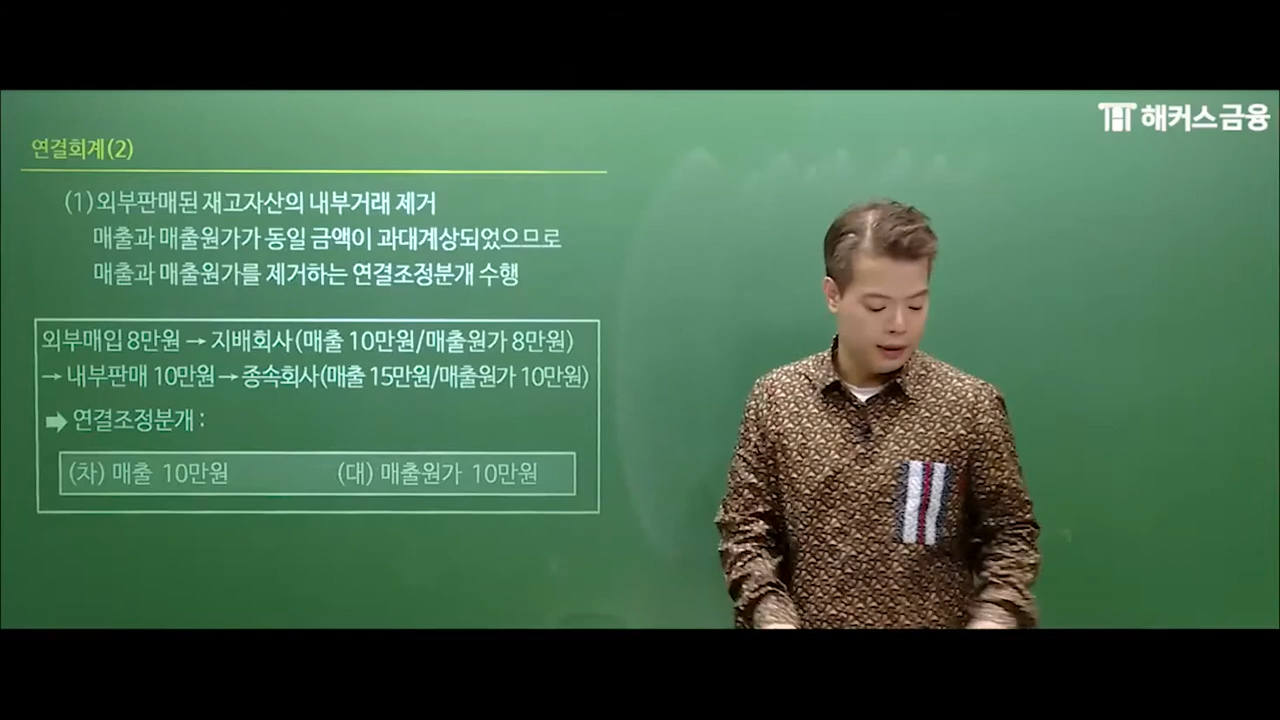 해커스금융
연결회계(2)
(1)외부판매된 재고자산의 내부거래 제거
매출과 매출원가가 동일 금액이 과대계상되었으므로
매출과 매출원가를 제거하는 연결조정분개 수행
외부매입 8만원 → 지배회사(매출 10만원/매출원가 8만원)
→ 내부판매 10만원 → 종속회사(매출 15만원/매출원가 10만원)
➡ 연결조정분개 :
(차) 매출 10만원 (대) 매출원가 10만원